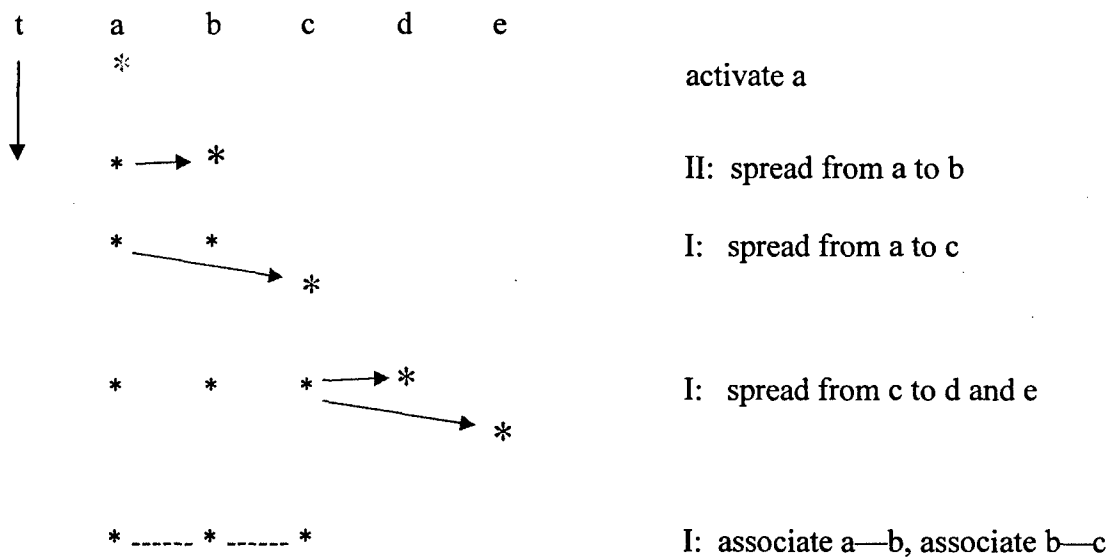 t a b c d e
* activate a
* * II: spread from a to b
* * I: spread from a to c
*
* * * * I: spread from c to d and e
*
* ------ * ------ * I: associate a—b, associate b—c